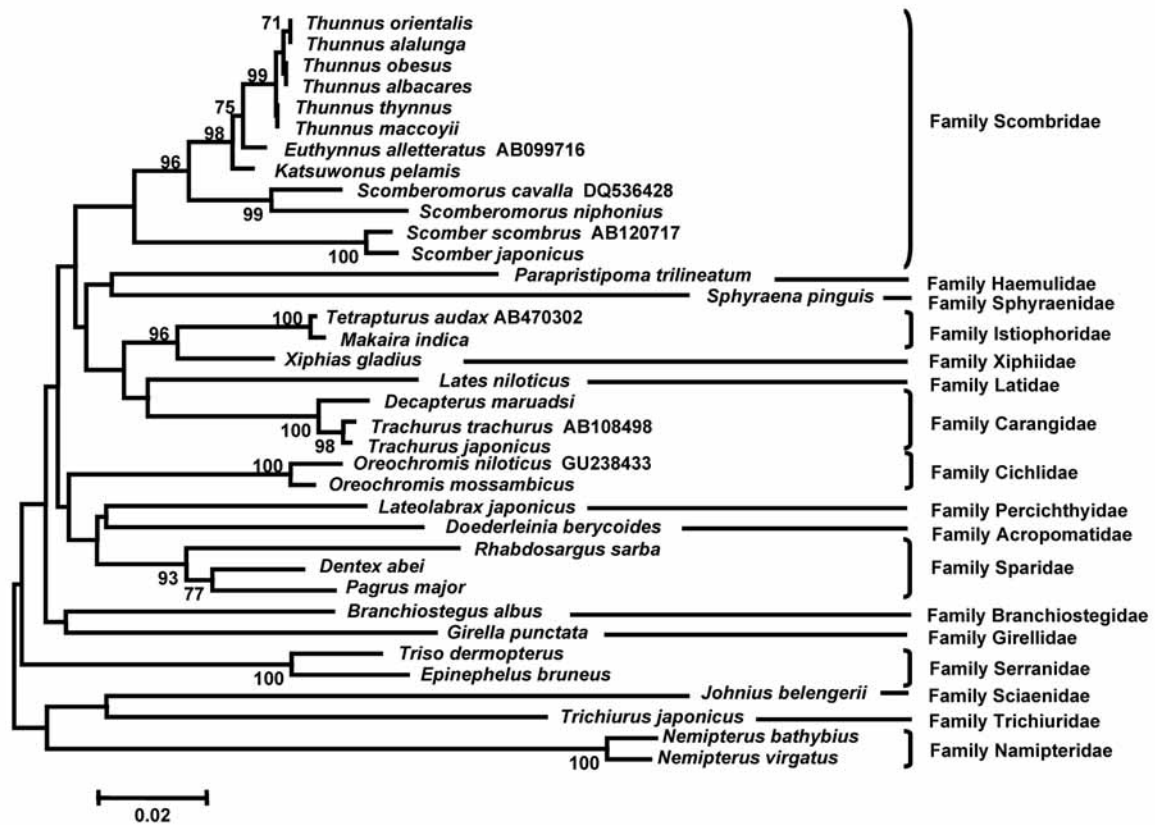 71 Thunnus orientalis
Thunnus alalunga
Thunnus obesus
99 Thunnus albacares
75 Thunnus thynnus
Family Scombridae
98 Thunnus maccoyii
Euthynnus alletteratus AB099716
96 Katsuwonus pelamis
Scomberomorus cavalla DQ536428
99 Scomberomorus niphonius
Scomber scombrus AB120717
100 Scomber japonicus
Parapristipoma trilineatum Family Haemulidae
Sphyraena pinguis Family Sphyraenidae
100 Tetrapturus audax AB470302
Family Istiophoridae
96 Makaira indica
Xiphias gladius Family Xiphiidae
Lates niloticus Family Latidae
Decapterus maruadsi
100 Trachurus trachurus AB108498 Family Carangidae
98 Trachurus japonicus
100 Oreochromis niloticus GU238433
Family Cichlidae
Oreochromis mossambicus
Lateolabrax japonicus Family Percichthyidae
Doederleinia berycoides Family Acropomatidae
Rhabdosargus sarba
93 Dentex abei Family Sparidae
77 Pagrus major
Branchiostegus albus Family Branchiostegidae
Girella punctata Family Girellidae
Triso dermopterus
Family Serranidae
100 Epinephelus bruneus
Johnius belengerii Family Sciaenidae
Trichiurus japonicus Family Trichiuridae
Nemipterus bathybius
Family Namipteridae
100 Nemipterus virgatus
0.02